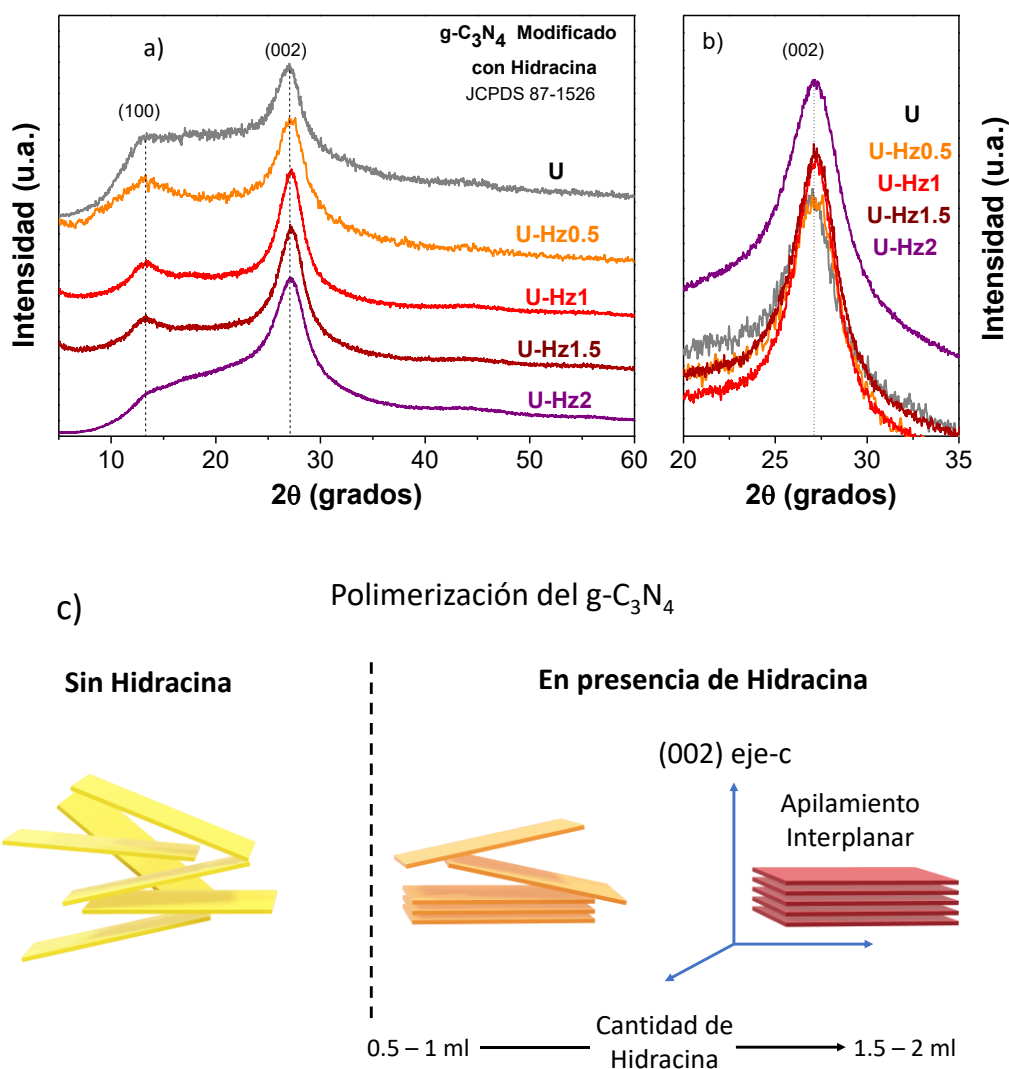 a)
g-C₃N₄ Modificado
con Hidracina
JCPDS 87-1526
(100)
(002)
U
U-Hz0.5
U-Hz1
U-Hz1.5
U-Hz2
Intensidad (u.a.)
10 20 30 40 50 60
2θ (grados)
b)
(002)
U
U-Hz0.5
U-Hz1
U-Hz1.5
U-Hz2
Intensidad (u.a.)
20 25 30 35
2θ (grados)
c)
Polimerización del g-C₃N₄
Sin Hidracina
En presencia de Hidracina
(002) eje-c
Apilamiento
Interplanar
0.5 – 1 ml
Cantidad de
Hidracina
1.5 – 2 ml